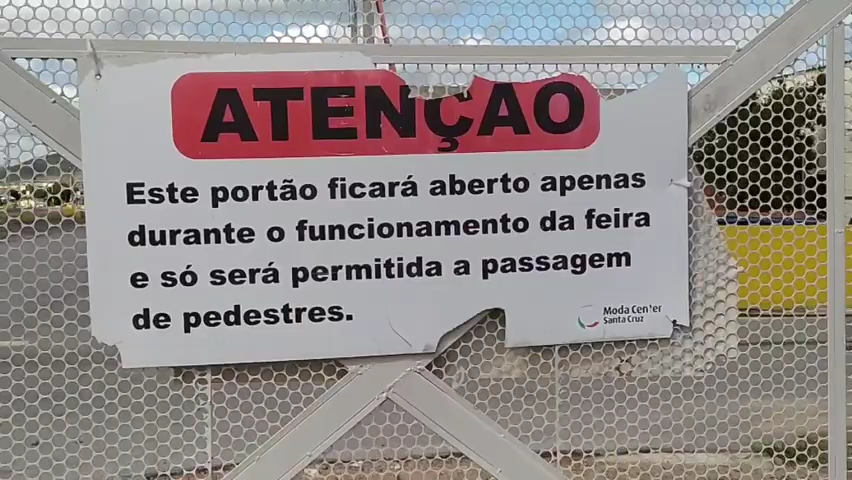 ATENÇAO
Este portão ficará aberto apenas
durante o funcionamento da feira
e só será permitida a passagem
de pedestres.
Moda Center
Santa Cruz